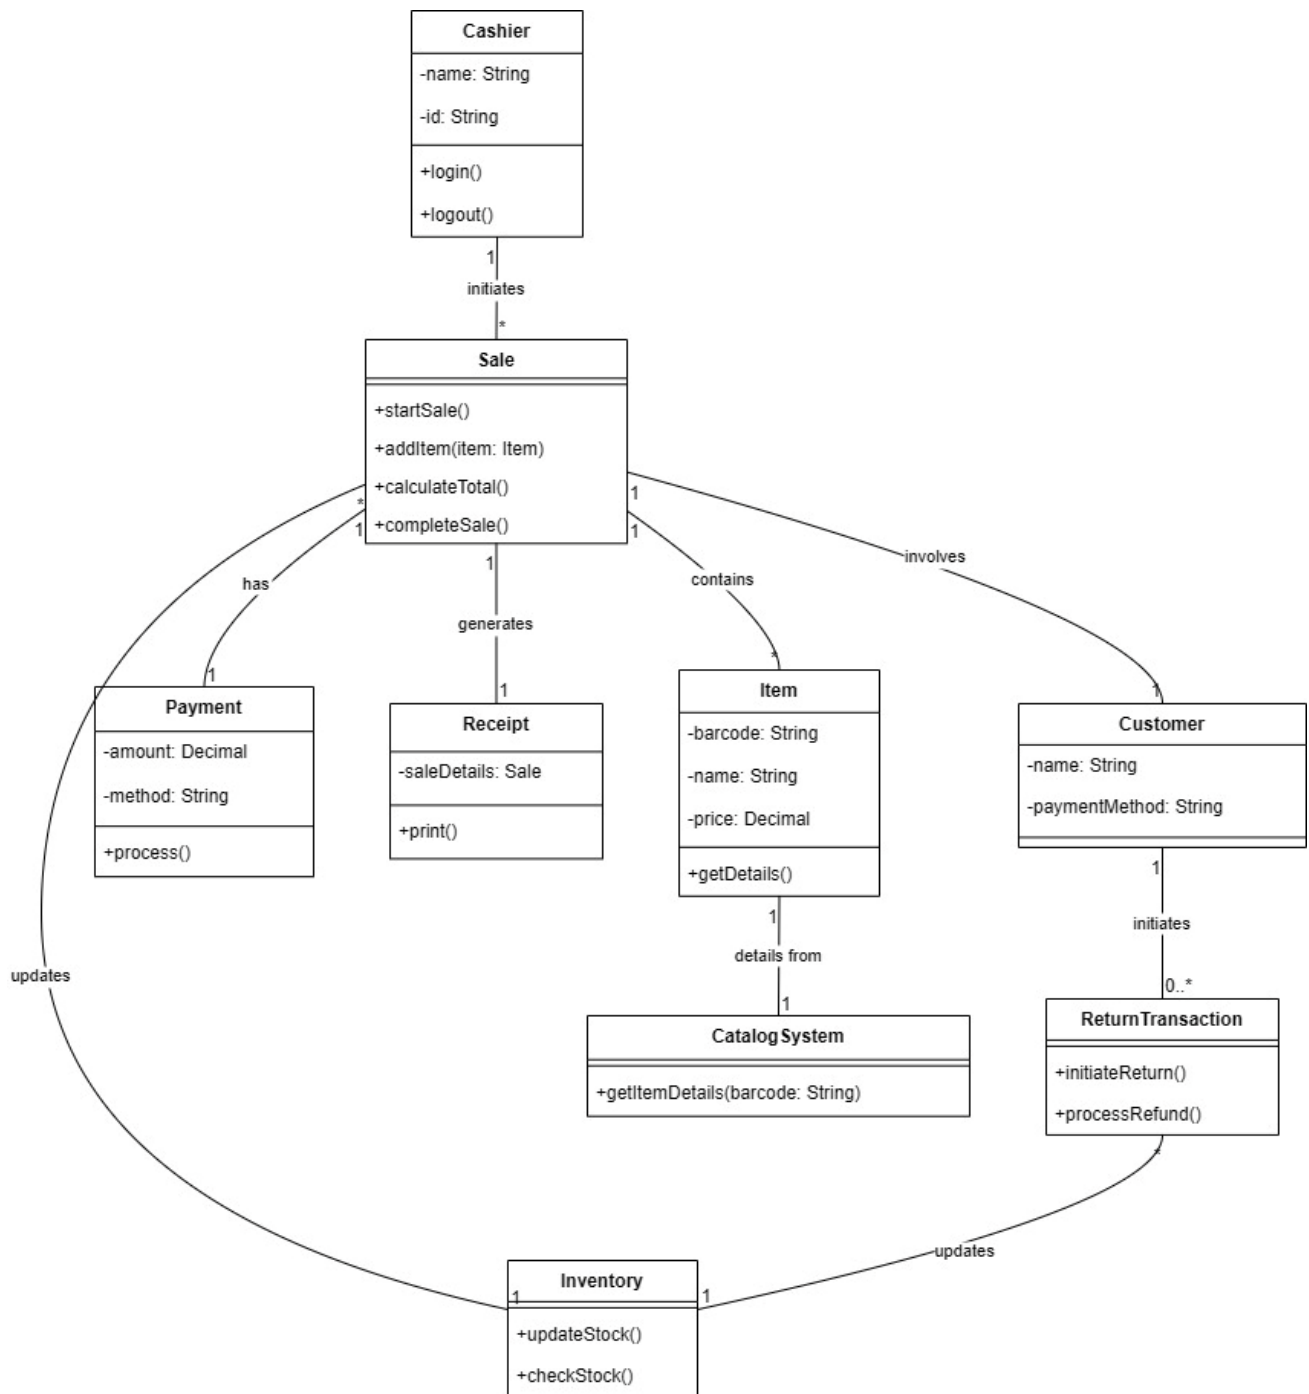 Cashier
-name: String
-id: String
+login()
+logout()
1
initiates
*
Sale
+startSale()
+addItem(item: Item)
+calculateTotal()
+completeSale()
*
1
1
1
1
has
generates
contains
involves
1
1
*
1
Payment
-amount: Decimal
-method: String
+process()
Receipt
-saleDetails: Sale
+print()
Item
-barcode: String
-name: String
-price: Decimal
+getDetails()
Customer
-name: String
-paymentMethod: String
1
details from
1
1
initiates
0..*
updates
CatalogSystem
+getItemDetails(barcode: String)
ReturnTransaction
+initiateReturn()
+processRefund()
*
updates
1
1
Inventory
+updateStock()
+checkStock()